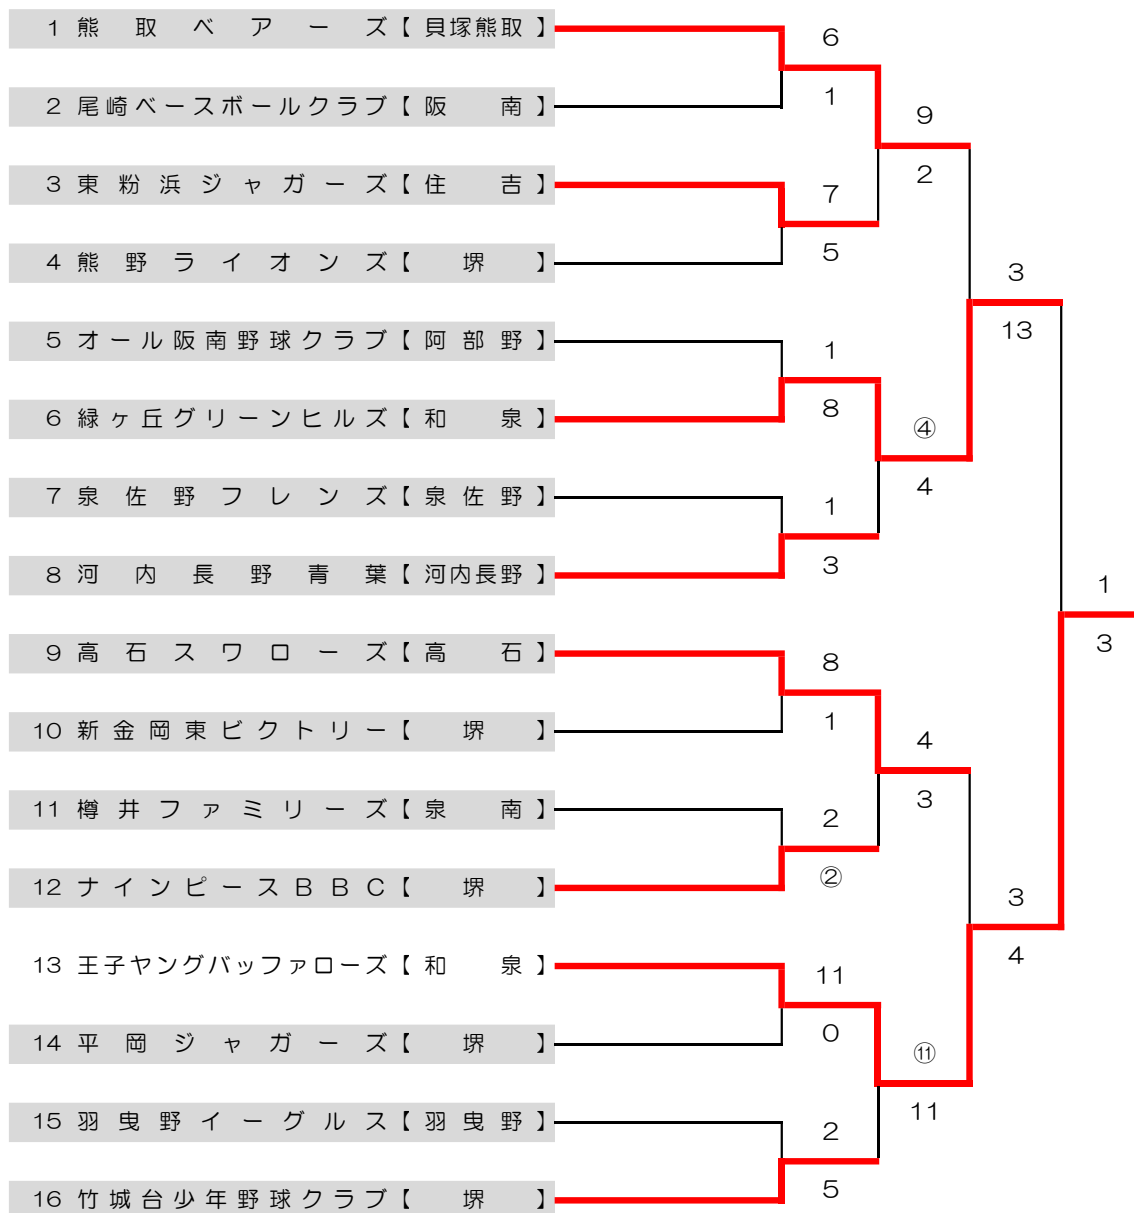 1 熊取ベアーズ【貝塚熊取】
6
2 尾崎ベースボールクラブ【阪南】
1
9
3 東粉浜ジャガーズ【住吉】
7
2
4 熊野ライオンズ【堺】
5
3
13
5 オール阪南野球クラブ【阿部野】
1
6 緑ヶ丘グリーンヒルズ【和泉】
8
④
7 泉佐野フレンズ【泉佐野】
1
4
8 河内長野青葉【河内長野】
3
1
3
9 高石スワローズ【高石】
8
10 新金岡東ビクトリー【堺】
1
4
11 樽井ファミリーズ【泉南】
2
3
12 ナインピースBBC【堺】
②
3
4
13 王子ヤングバッファローズ【和泉】
11
14 平岡ジャガーズ【堺】
0
⑪
15 羽曳野イーグルス【羽曳野】
2
11
16 竹城台少年野球クラブ【堺】
5